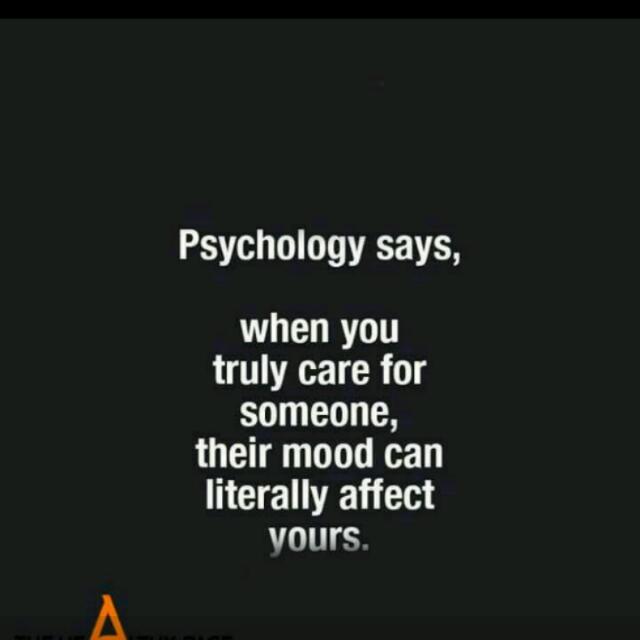 Psychology says,
when you
truly care for
someone,
their mood can
literally affect
yours.